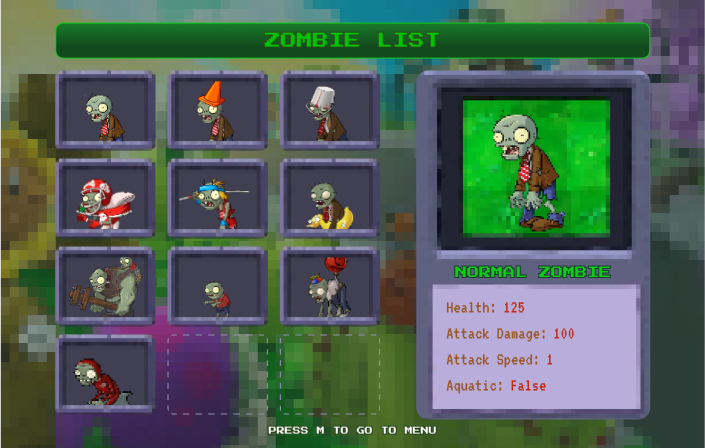 ZOMBIE LIST
NORMAL ZOMBIE
Health: 125
Attack Damage: 100
Attack Speed: 1
Aquatic: False
PRESS M TO GO TO MENU